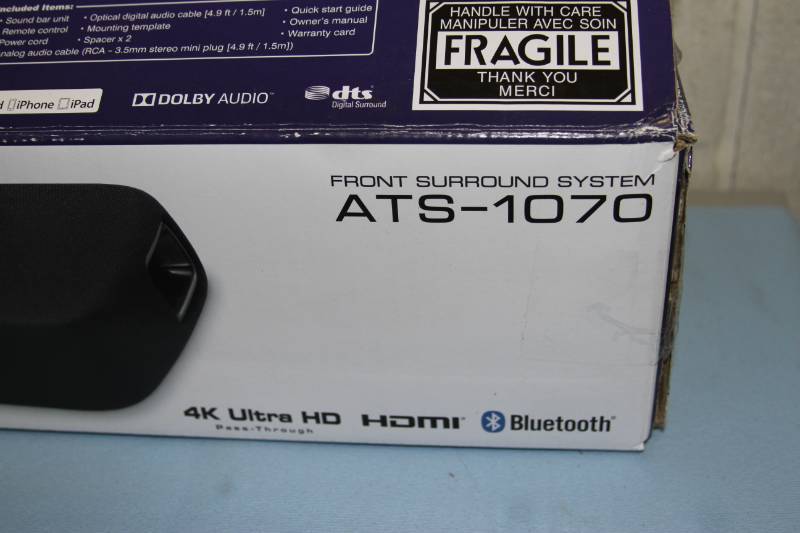 Included Items:
• Sound bar unit
• Remote control
Power cord
Analog audio cable (RCA - 3.5mm stereo mini plug [4.9 ft / 1.5m])
• Optical digital audio cable [4.9 ft / 1.5m]
• Mounting template
• Spacer x 2
• Quick start guide
• Owner's manual
• Warranty card
iPhone iPad
DOLBY AUDIO™
dts
Digital Surround
HANDLE WITH CARE
MANIPULER AVEC SOIN
FRAGILE
THANK YOU
MERCI
FRONT SURROUND SYSTEM
ATS-1070
4K Ultra HD
Pass-Through
HDMI
Bluetooth®